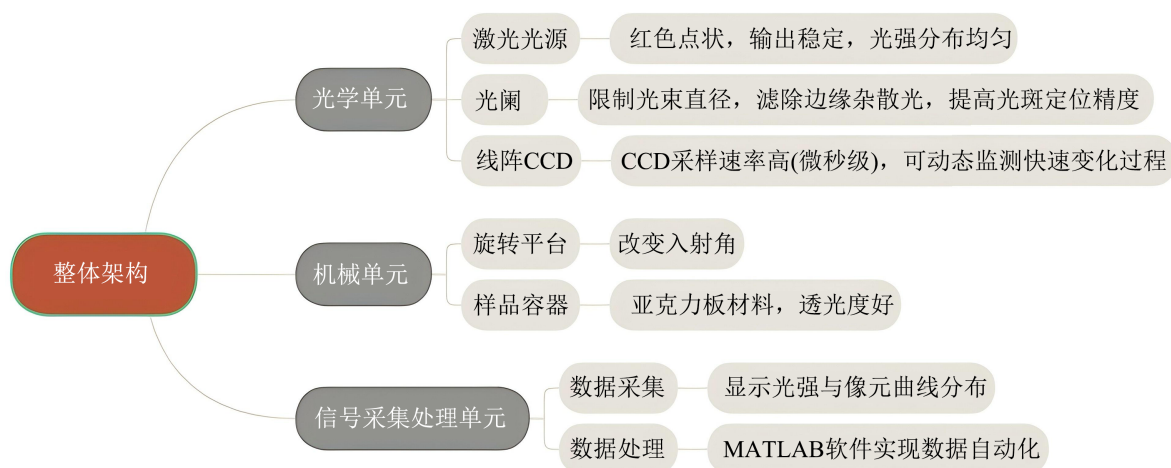 整体架构
光学单元
激光光源
红色点状，输出稳定，光强分布均匀
光阑
限制光束直径，滤除边缘杂散光，提高光斑定位精度
线阵CCD
CCD采样速率高(微秒级)，可动态监测快速变化过程
机械单元
旋转平台
改变入射角
样品容器
亚克力板材料，透光度好
信号采集处理单元
数据采集
显示光强与像元曲线分布
数据处理
MATLAB软件实现数据自动化